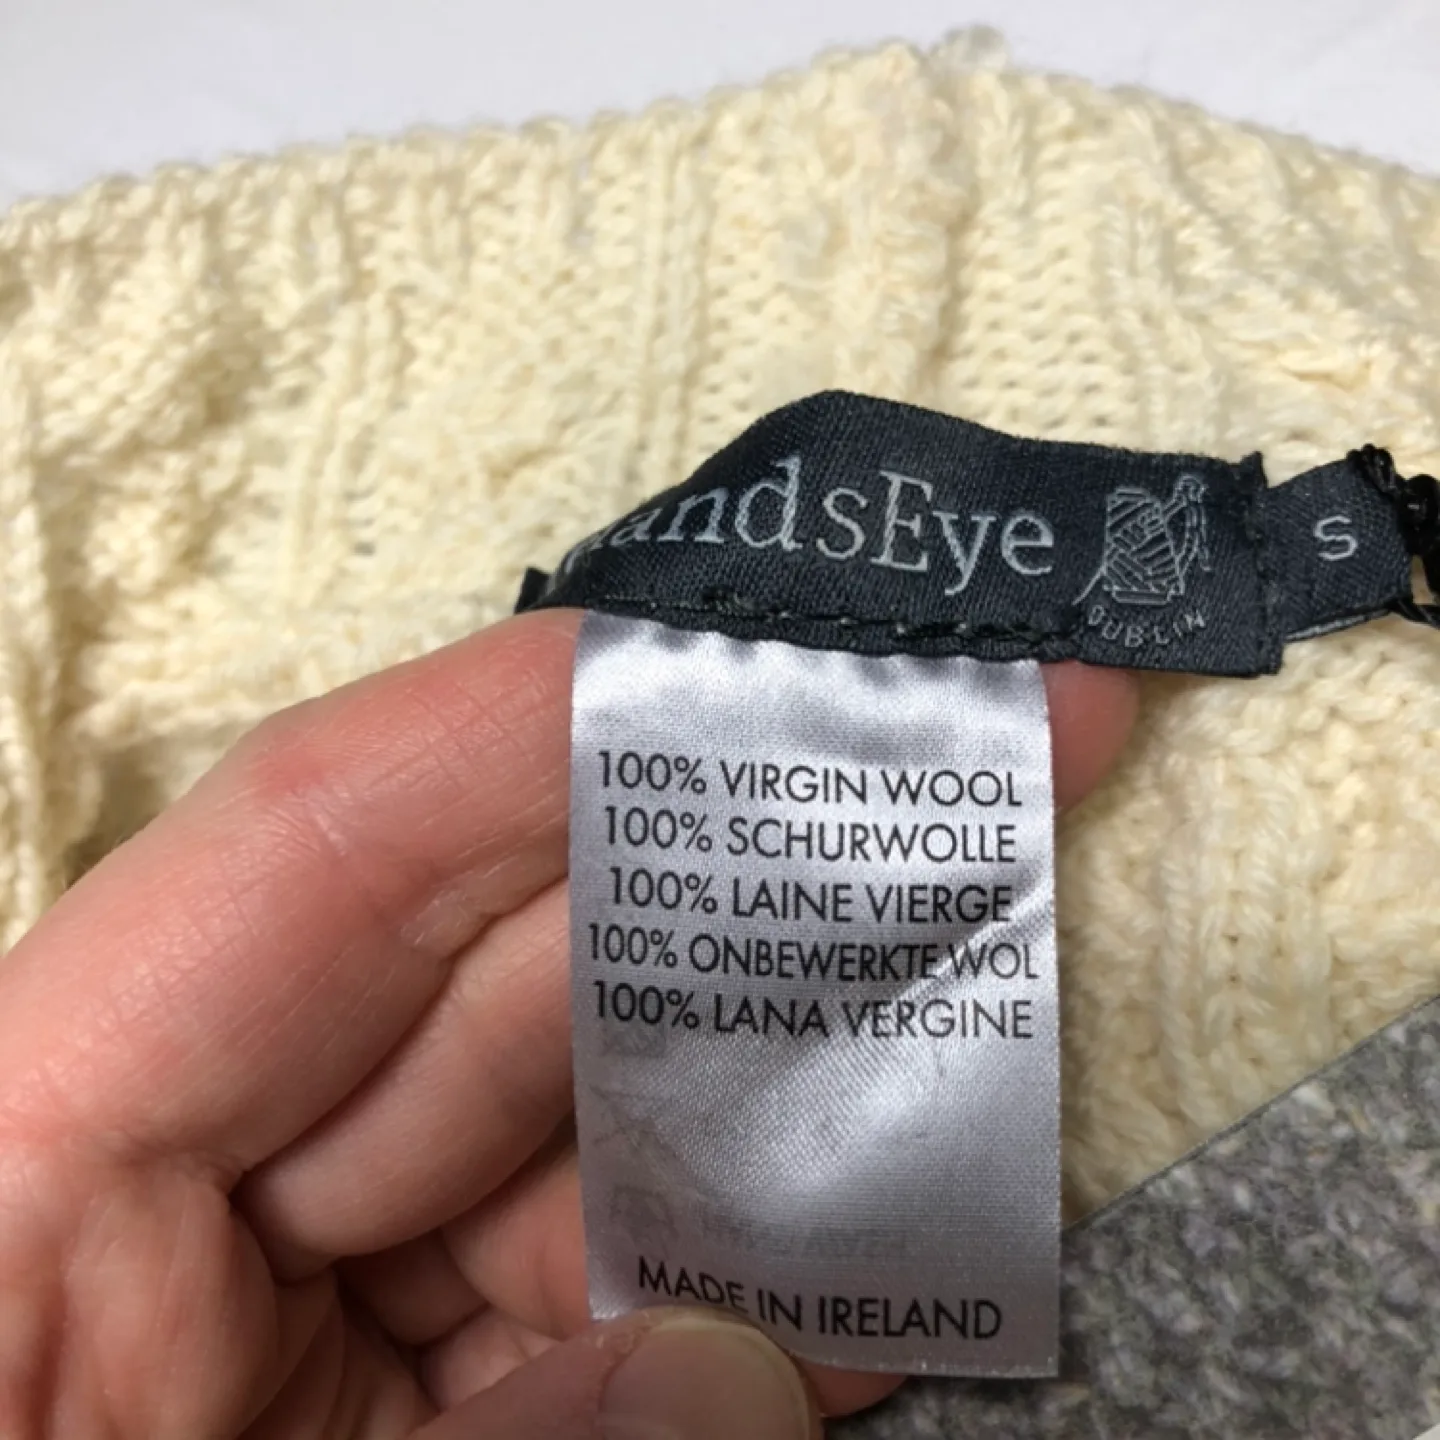 andsEye
DUBLIN
S
100% VIRGIN WOOL
100% SCHURWOLLE
100% LAINE VIERGE
100% ONBEWERKTE WOL
100% LANA VERGINE
MADE IN IRELAND